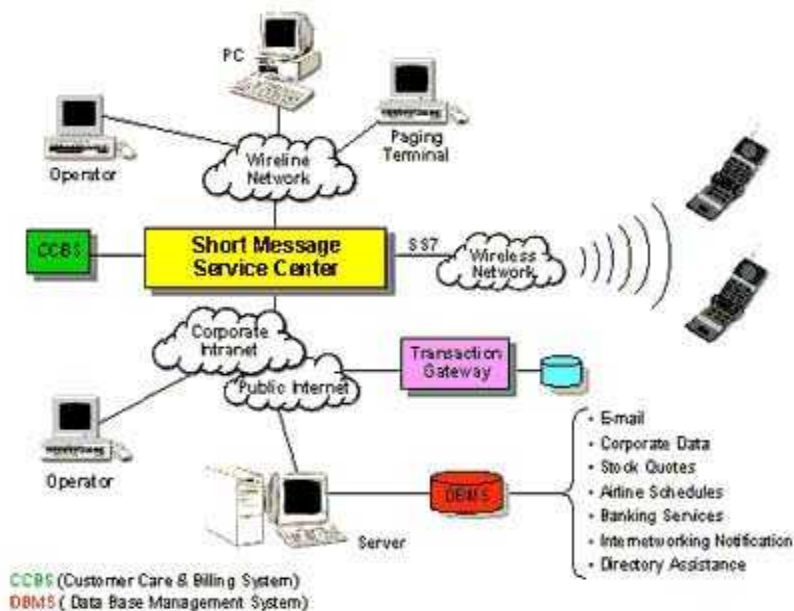 PC
Operator
Paging
Terminal
Wireline
Network
CCBS
Short Message
Service Center
SS7
Wireless
Network
Corporate
Intranet
Public Internet
Transaction
Gateway
Operator
Server
DBMS
• E-mail
• Corporate Data
• Stock Quotes
• Airline Schedules
• Banking Services
• Internetworking Notification
• Directory Assistance
CCBS (Customer Care & Billing System)
DBMS ( Data Base Management System)